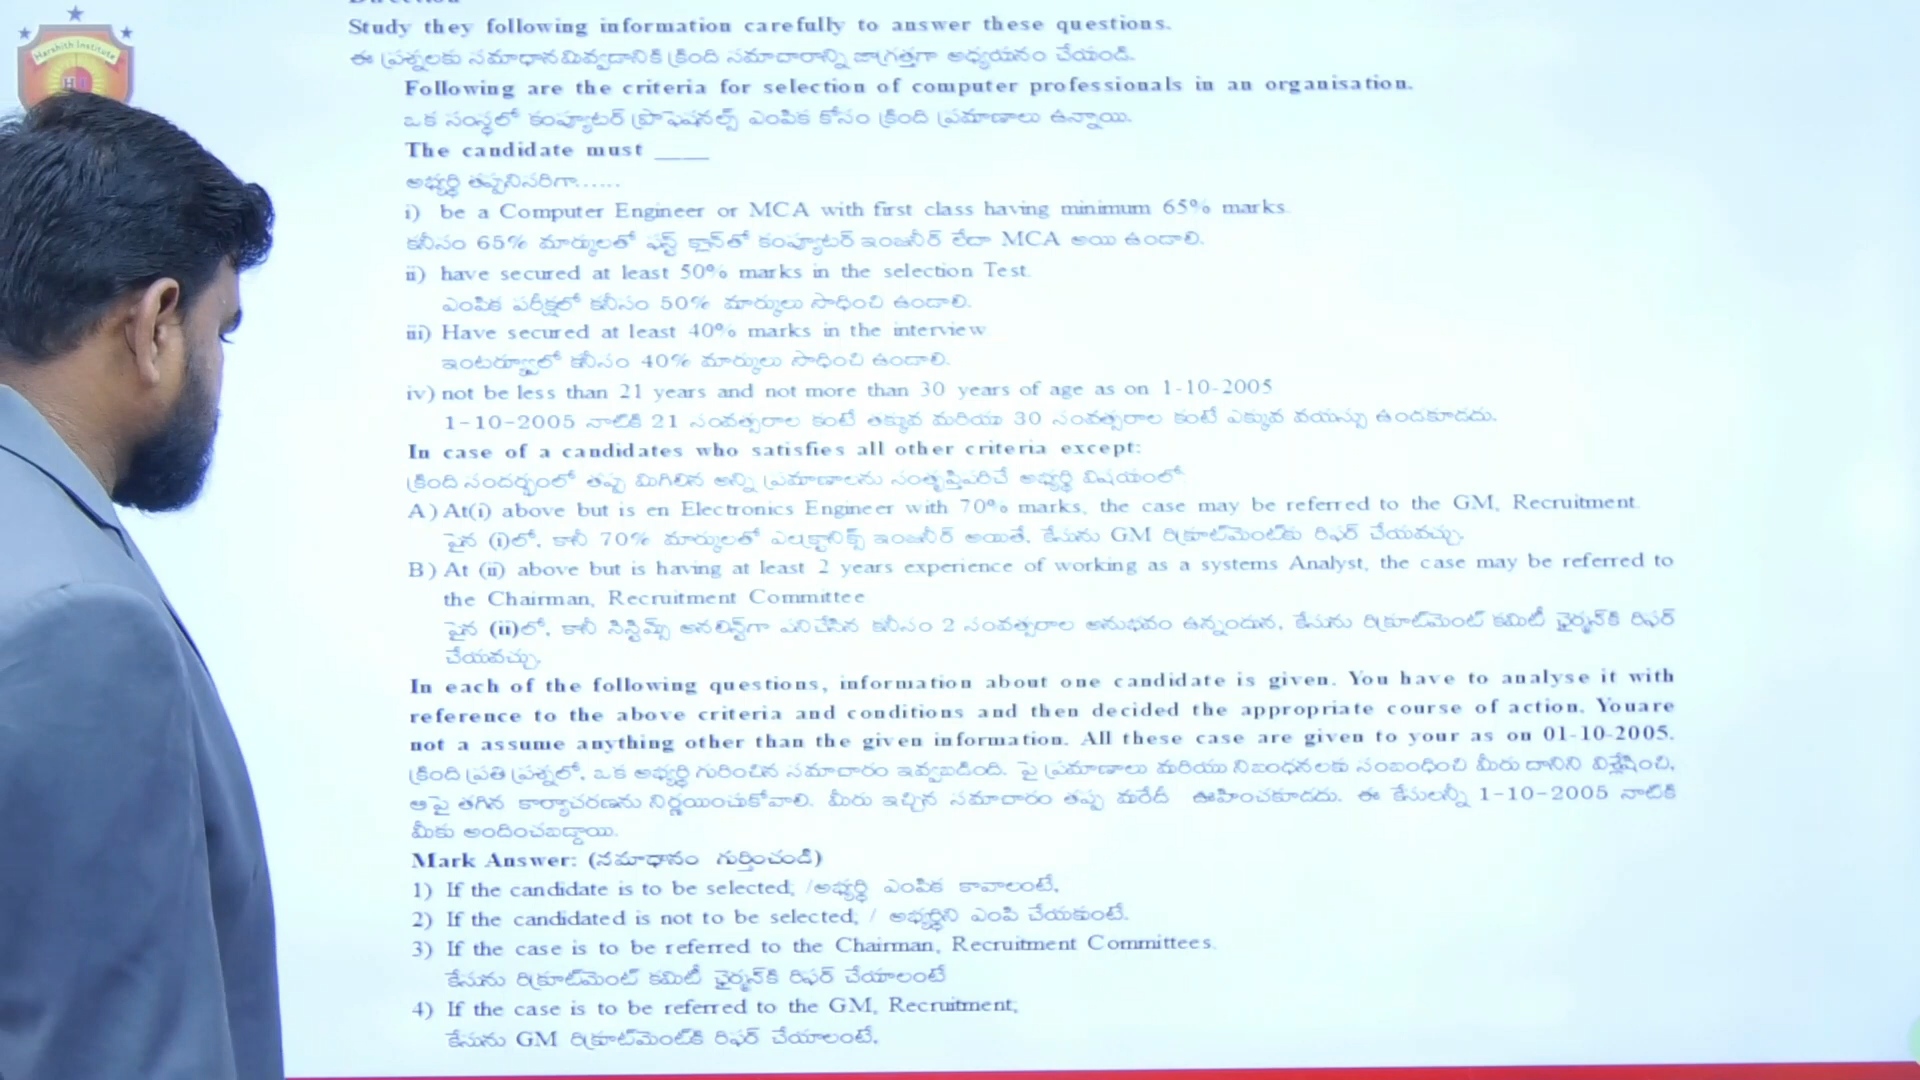 Harshith Institute
HI
Study they following information carefully to answer these questions.
ఈ ప్రశ్నలకు సమాధానమివ్వడానికి క్రింది సమాచారాన్ని జాగ్రత్తగా అధ్యయనం చేయండి.
Following are the criteria for selection of computer professionals in an organisation.
ఒక సంస్థలో కంప్యూటర్ ప్రొఫెషనల్స్ ఎంపిక కోసం క్రింది ప్రమాణాలు ఉన్నాయి.
The candidate must ____
అభ్యర్థి తప్పనిసరిగా......
i) be a Computer Engineer or MCA with first class having minimum 65% marks.
కనీసం 65% మార్కులతో ఫస్ట్ క్లాస్‌తో కంప్యూటర్ ఇంజనీర్ లేదా MCA అయి ఉండాలి.
ii) have secured at least 50% marks in the selection Test.
ఎంపిక పరీక్షలో కనీసం 50% మార్కులు సాధించి ఉండాలి.
iii) Have secured at least 40% marks in the interview
ఇంటర్వ్యూలో కనీసం 40% మార్కులు సాధించి ఉండాలి.
iv) not be less than 21 years and not more than 30 years of age as on 1-10-2005
1-10-2005 నాటికి 21 సంవత్సరాల కంటే తక్కువ మరియు 30 సంవత్సరాల కంటే ఎక్కువ వయస్సు ఉండకూడదు.
In case of a candidates who satisfies all other criteria except:
క్రింది సందర్భంలో తప్ప మిగిలిన అన్ని ప్రమాణాలను సంతృప్తిపరిచే అభ్యర్థి విషయంలో
A) At(i) above but is en Electronics Engineer with 70% marks, the case may be referred to the GM, Recruitment.
పైన (i)లో, కానీ 70% మార్కులతో ఎలక్ట్రానిక్స్ ఇంజనీర్ అయితే, కేసును GM రిక్రూట్‌మెంట్‌కు రిఫర్ చేయవచ్చు.
B) At (ii) above but is having at least 2 years experience of working as a systems Analyst, the case may be referred to
the Chairman, Recruitment Committee
పైన (ii)లో, కానీ సిస్టిమ్స్ అనలిస్ట్‌గా పనిచేసిన కనీసం 2 సంవత్సరాల అనుభవం ఉన్నందున, కేసును రిక్రూట్‌మెంట్ కమిటీ ఛైర్మన్‌కి రిఫర్
చేయవచ్చు.
In each of the following questions, information about one candidate is given. You have to analyse it with
reference to the above criteria and conditions and then decided the appropriate course of action. Youare
not a assume anything other than the given information. All these case are given to your as on 01-10-2005.
క్రింది ప్రతి ప్రశ్నలో, ఒక అభ్యర్థి గురించిన సమాచారం ఇవ్వబడింది. పై ప్రమాణాలు మరియు నిబంధనలకు సంబంధించి మీరు దానిని విశ్లేషించి,
ఆపై తగిన కార్యాచరణను నిర్ణయించుకోవాలి. మీరు ఇచ్చిన సమాచారం తప్ప మరేదీ ఊహించకూడదు. ఈ కేసులన్నీ 1-10-2005 నాటికి
మీకు అందించబడ్డాయి.
Mark Answer: (సమాధానం గుర్తించండి)
1) If the candidate is to be selected; /అభ్యర్థి ఎంపిక కావాలంటే.
2) If the candidated is not to be selected; / అభ్యర్థిని ఎంపి చేయకుంటే.
3) If the case is to be referred to the Chairman, Recruitment Committees.
కేసును రిక్రూట్‌మెంట్ కమిటీ ఛైర్మన్‌కి రిఫర్ చేయాలంటే
4) If the case is to be referred to the GM, Recruitment;
కేసును GM రిక్రూట్‌మెంట్‌కి రిఫర్ చేయాలంటే.